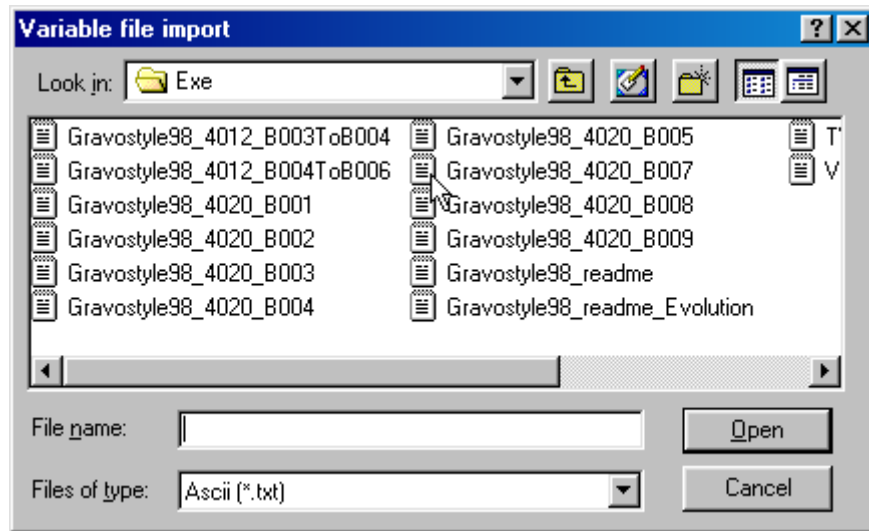 Variable file import
Look in: Exe
Gravostyle98_4012_B003ToB004
Gravostyle98_4012_B004ToB006
Gravostyle98_4020_B001
Gravostyle98_4020_B002
Gravostyle98_4020_B003
Gravostyle98_4020_B004
Gravostyle98_4020_B005
Gravostyle98_4020_B007
Gravostyle98_4020_B008
Gravostyle98_4020_B009
Gravostyle98_readme
Gravostyle98_readme_Evolution
File name:
Open
Files of type: Ascii (*.txt)
Cancel